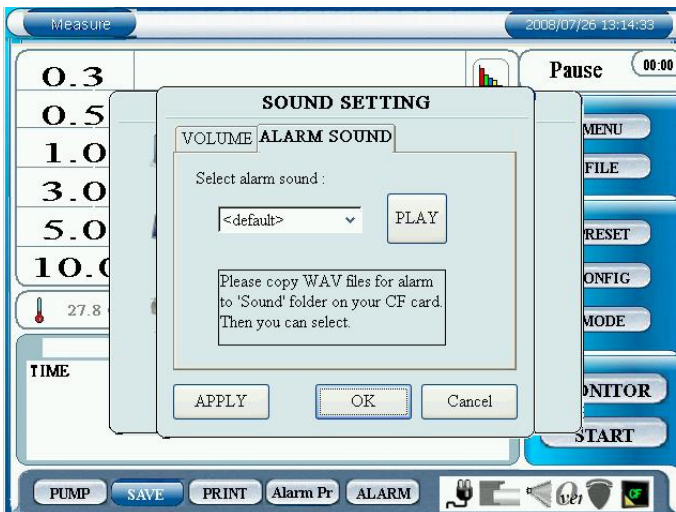 Measure
2008/07/26 13:14:33
0.3
0.5
1.0
3.0
5.0
10.0
27.8
TIME
SOUND SETTING
VOLUME ALARM SOUND
Select alarm sound :
<default>
PLAY
Please copy WAV files for alarm
to 'Sound' folder on your CF card.
Then you can select.
APPLY OK Cancel
Pause 00:00
MENU
FILE
RESET
ONFIG
MODE
ONITOR
START
PUMP SAVE PRINT Alarm Pr ALARM
CF